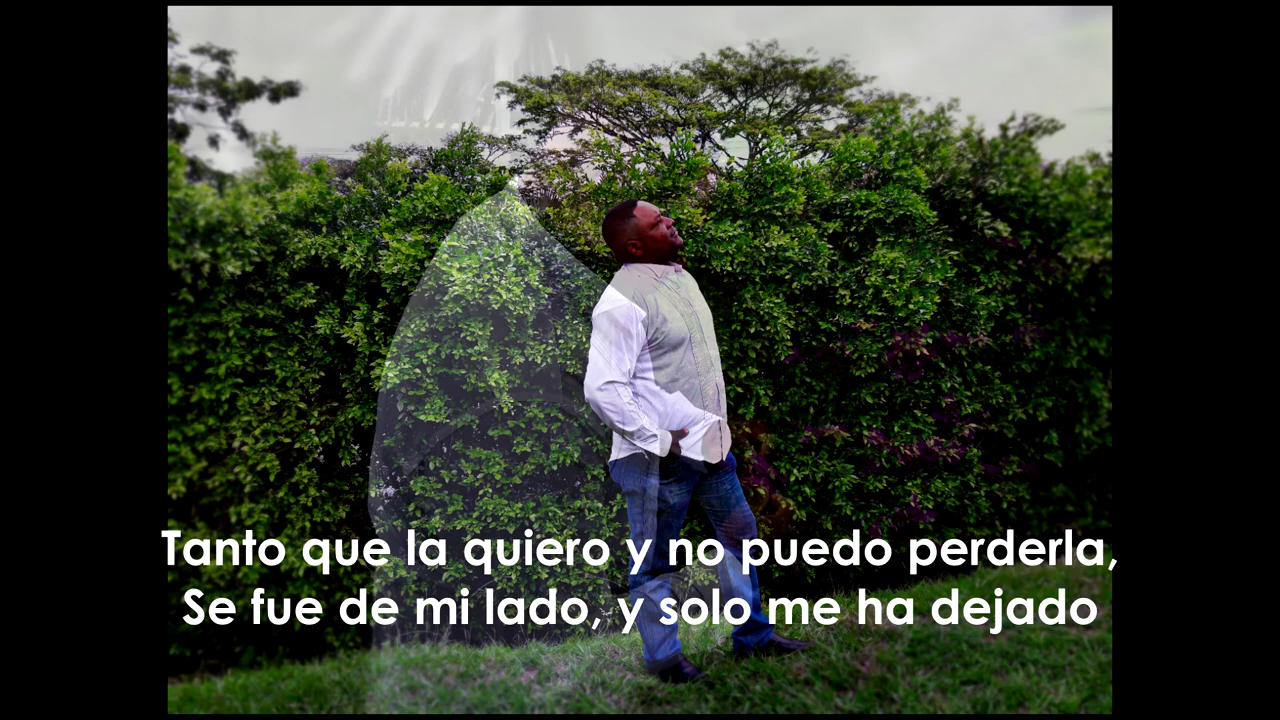 Tanto que la quiero y no puedo perderla,
Se fue de mi lado, y solo me ha dejado